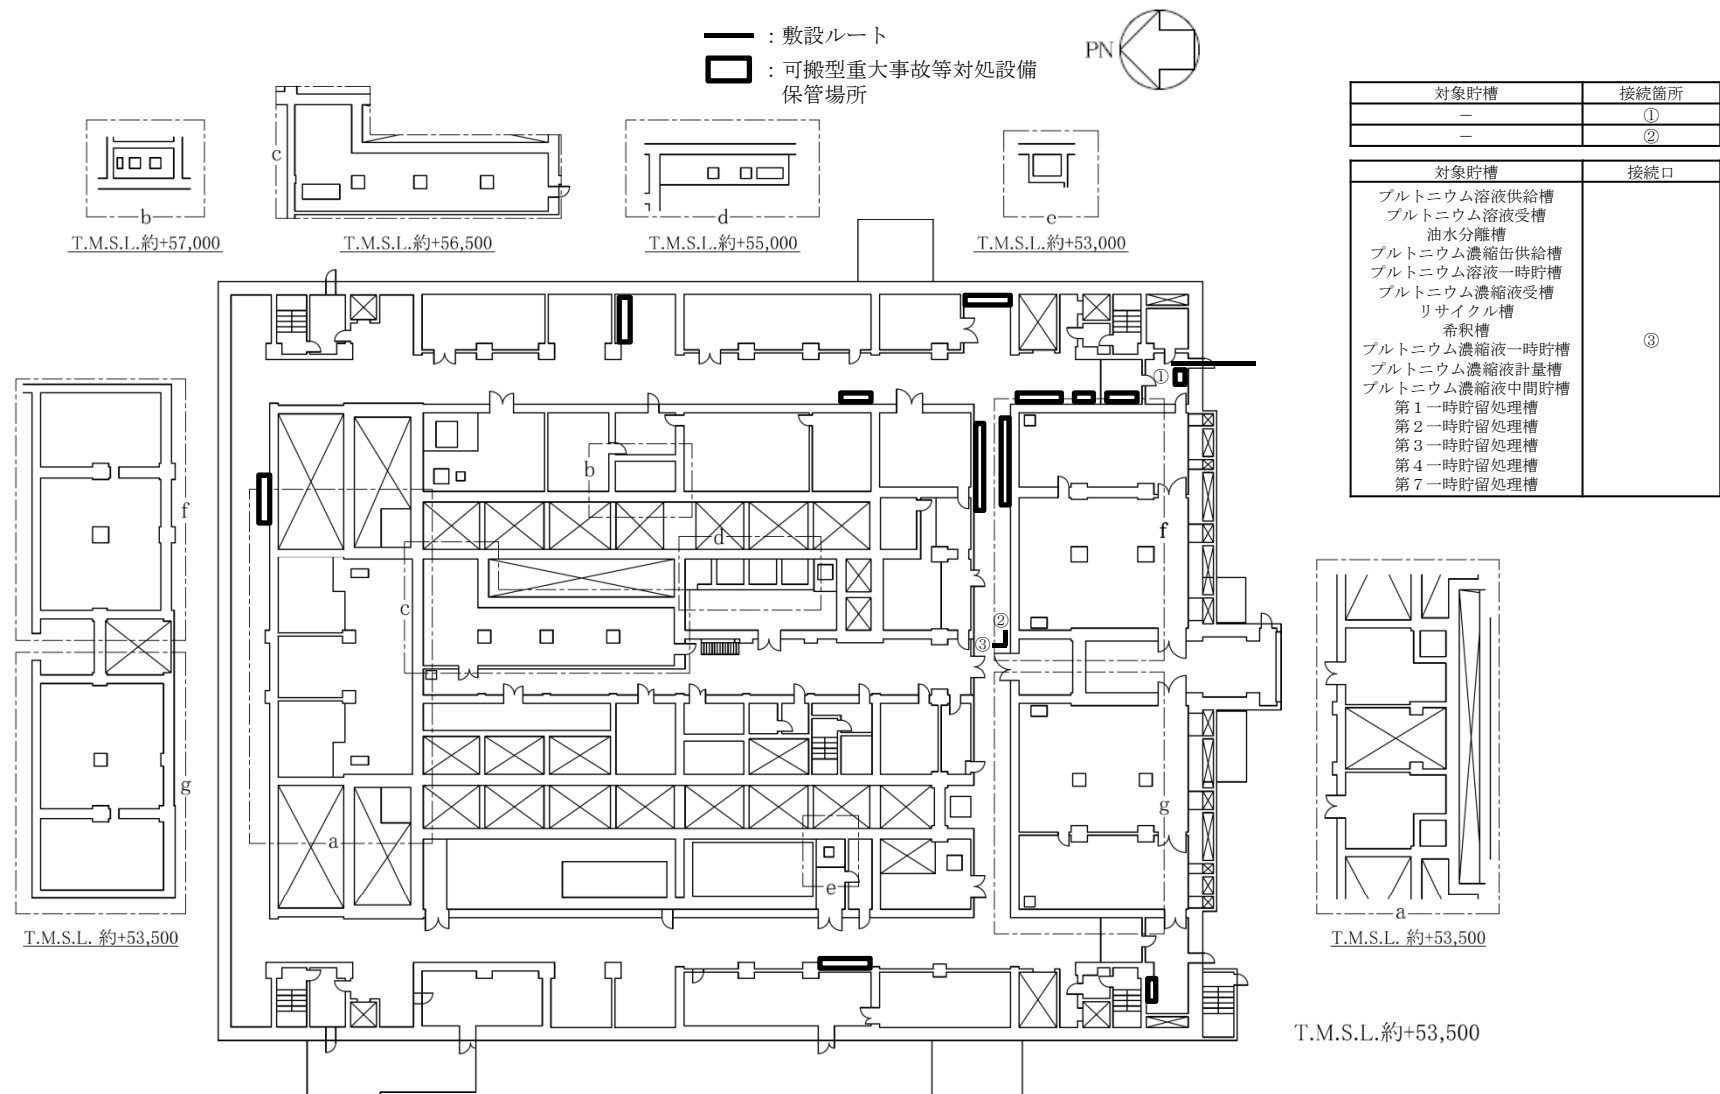 ：敷設ルート
：可搬型重大事故等対処設備
保管場所
PN
対象貯槽 接続箇所
－ ①
－ ②
対象貯槽 接続口
プルトニウム溶液供給槽
プルトニウム溶液受槽
油水分離槽
プルトニウム濃縮缶供給槽
プルトニウム溶液一時貯槽
プルトニウム濃縮液受槽
リサイクル槽
希釈槽
プルトニウム濃縮液一時貯槽
プルトニウム濃縮液計量槽
プルトニウム濃縮液中間貯槽
第１一時貯留処理槽
第２一時貯留処理槽
第３一時貯留処理槽
第４一時貯留処理槽
第７一時貯留処理槽
③
b
T.M.S.L.約+57,000
c
T.M.S.L.約+56,500
d
T.M.S.L.約+55,000
e
T.M.S.L.約+53,000
f
g
T.M.S.L. 約+53,500
①
b
d
c
f
②
③
g
a
e
a
T.M.S.L. 約+53,500
T.M.S.L.約+53,500